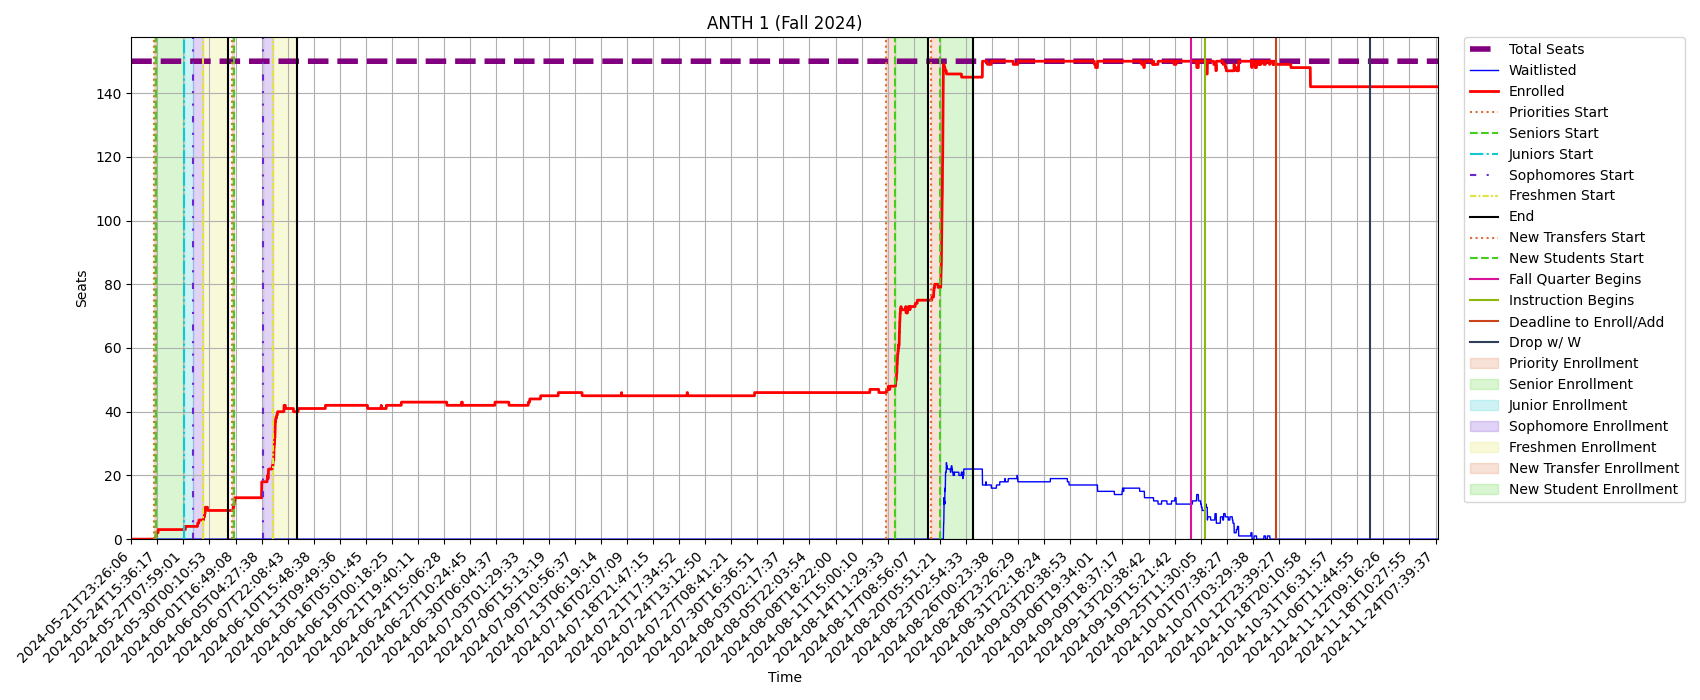 ANTH 1 (Fall 2024)
Seats
140
120
100
80
60
40
20
0
2024-05-21T23:26:06
2024-05-24T15:36:17
2024-05-27T07:59:01
2024-05-30T00:10:53
2024-06-01T16:49:08
2024-06-05T04:27:38
2024-06-07T22:08:43
2024-06-10T15:48:38
2024-06-13T09:49:36
2024-06-16T05:01:45
2024-06-19T00:18:25
2024-06-21T19:40:11
2024-06-24T15:06:28
2024-06-27T10:24:45
2024-06-30T06:04:37
2024-07-03T01:29:33
2024-07-06T15:13:19
2024-07-09T10:56:37
2024-07-13T06:19:14
2024-07-16T02:07:09
2024-07-18T21:47:15
2024-07-21T17:34:52
2024-07-24T13:12:50
2024-07-27T08:41:21
2024-07-30T16:36:51
2024-08-03T02:17:37
2024-08-05T22:03:54
2024-08-08T18:22:00
2024-08-11T15:00:10
2024-08-14T11:29:33
2024-08-17T08:56:07
2024-08-20T05:51:21
2024-08-23T02:54:33
2024-08-26T00:23:38
2024-08-28T23:26:29
2024-08-31T22:18:24
2024-09-03T20:38:53
2024-09-06T19:34:01
2024-09-09T18:37:17
2024-09-13T20:38:42
2024-09-19T15:21:42
2024-09-25T11:30:05
2024-10-01T07:38:27
2024-10-07T03:29:38
2024-10-12T23:39:27
2024-10-18T20:10:58
2024-10-31T16:31:57
2024-11-06T11:44:55
2024-11-12T09:16:26
2024-11-18T10:27:55
2024-11-24T07:39:37
Time
Total Seats
Waitlisted
Enrolled
Priorities Start
Seniors Start
Juniors Start
Sophomores Start
Freshmen Start
End
New Transfers Start
New Students Start
Fall Quarter Begins
Instruction Begins
Deadline to Enroll/Add
Drop w/ W
Priority Enrollment
Senior Enrollment
Junior Enrollment
Sophomore Enrollment
Freshmen Enrollment
New Transfer Enrollment
New Student Enrollment